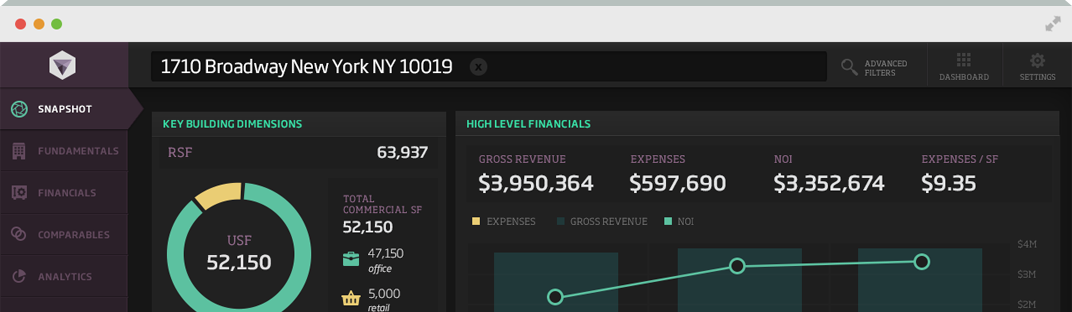 1710 Broadway New York NY 10019
ADVANCED
FILTERS
DASHBOARD
SETTINGS
SNAPSHOT
FUNDAMENTALS
FINANCIALS
COMPARABLES
ANALYTICS
KEY BUILDING DIMENSIONS
RSF 63,937
USF
52,150
TOTAL
COMMERCIAL SF
52,150
47,150
office
5,000
retail
HIGH LEVEL FINANCIALS
GROSS REVENUE EXPENSES NOI EXPENSES / SF
$3,950,364 $597,690 $3,352,674 $9.35
EXPENSES GROSS REVENUE NOI
$4M
$3M
$2M